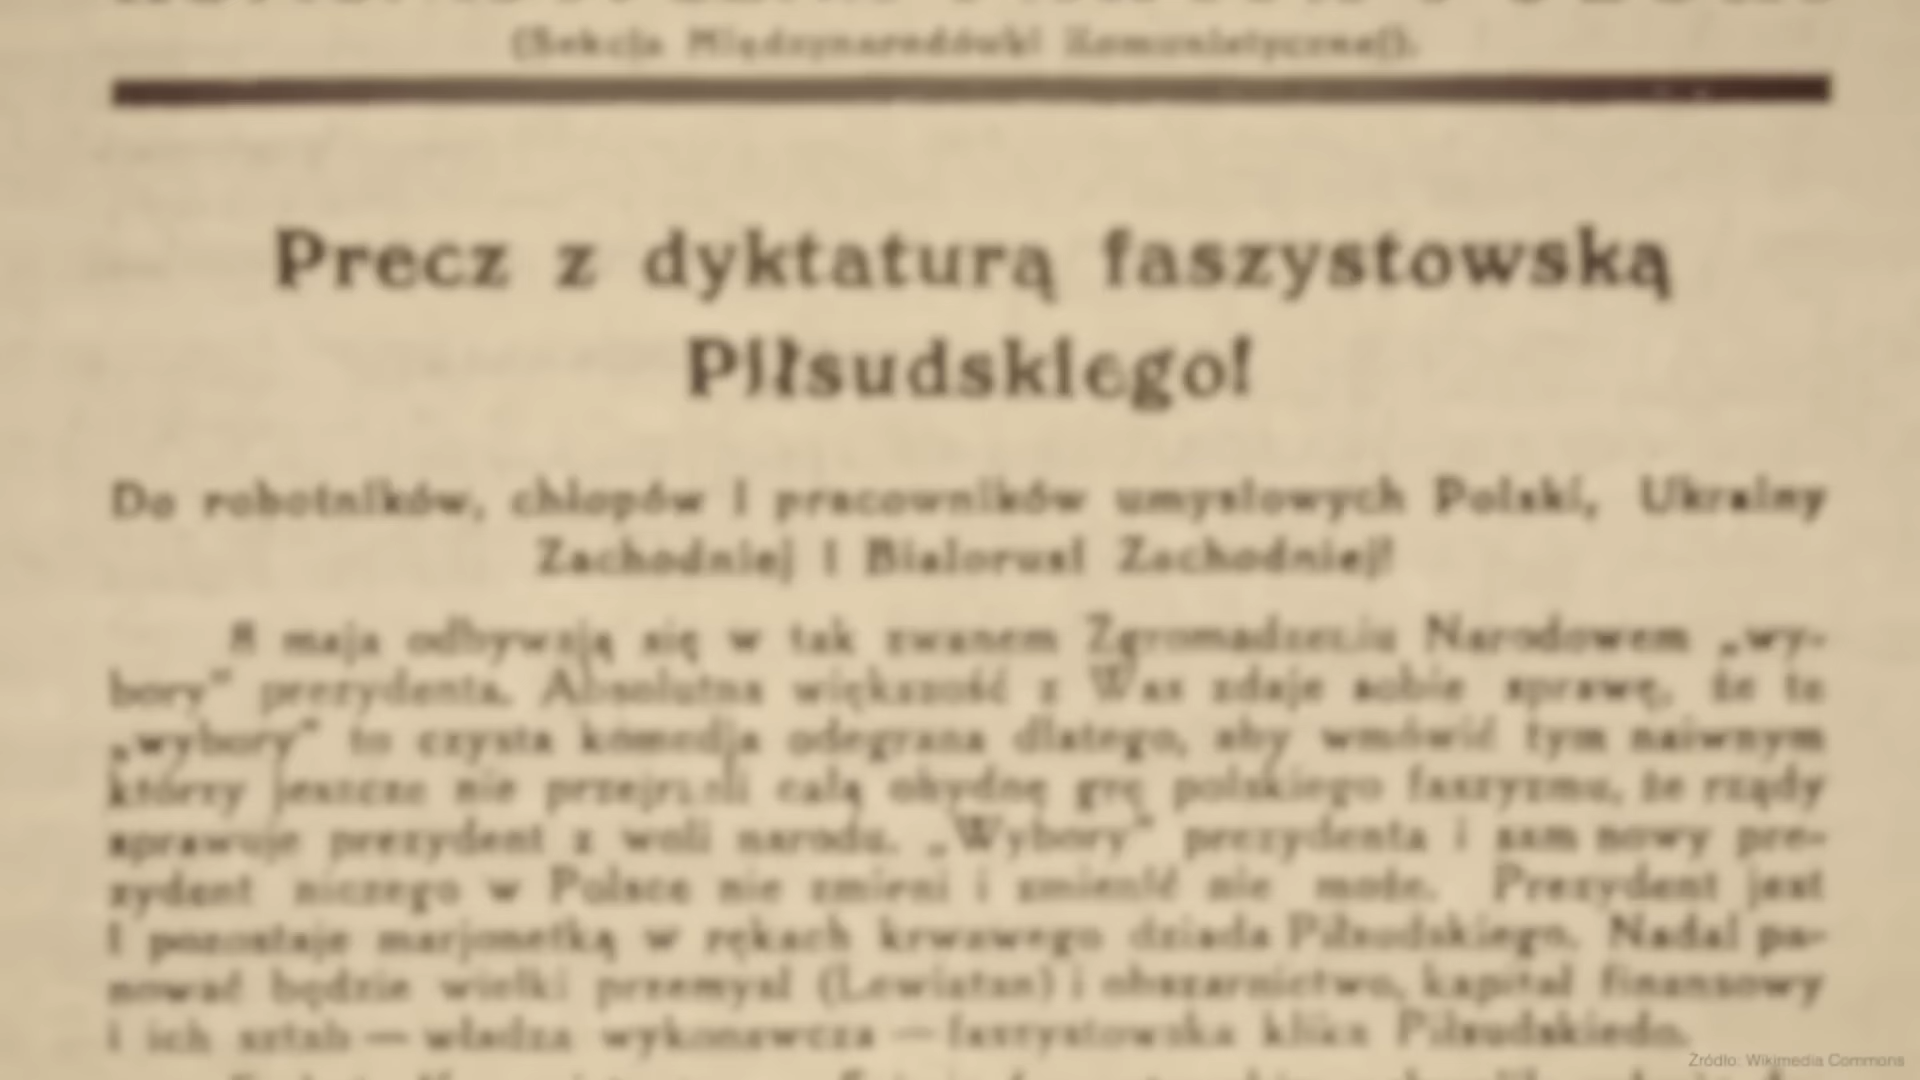 (Sekcja Międzynarodówki Komunistycznej).
Precz z dyktaturą faszystowską
Piłsudskiego!
Do robotników, chłopów i pracowników umysłowych Polski, Ukrainy
Zachodniej i Białorusi Zachodniej!
8 maja odbywają się w tak zwanem Zgromadzeniu Narodowem „wy-
bory” prezydenta. Absolutna większość z Was zdaje sobie sprawę, że te
„wybory” to czysta komedja odegrana dlatego, aby wmówić tym naiwnym
którzy jeszcze nie przejrzeli całą ohydnę grę polskiego faszyzmu, że rządy
sprawuje prezydent z woli narodu. „Wybory” prezydenta i sam nowy pre-
zydent niczego w Polsce nie zmieni i zmienić nie może. Prezydent jest
i pozostaje marjonetką w rękach krwawego dziada Piłsudskiego. Nadal pa-
nować będzie wielki przemysł (Lewiatan) i obszarnictwo, kapitał finansowy
i ich sztab — władza wykonawcza — faszystowska klika Piłsudskiedo.
Źródło: Wikimedia Commons